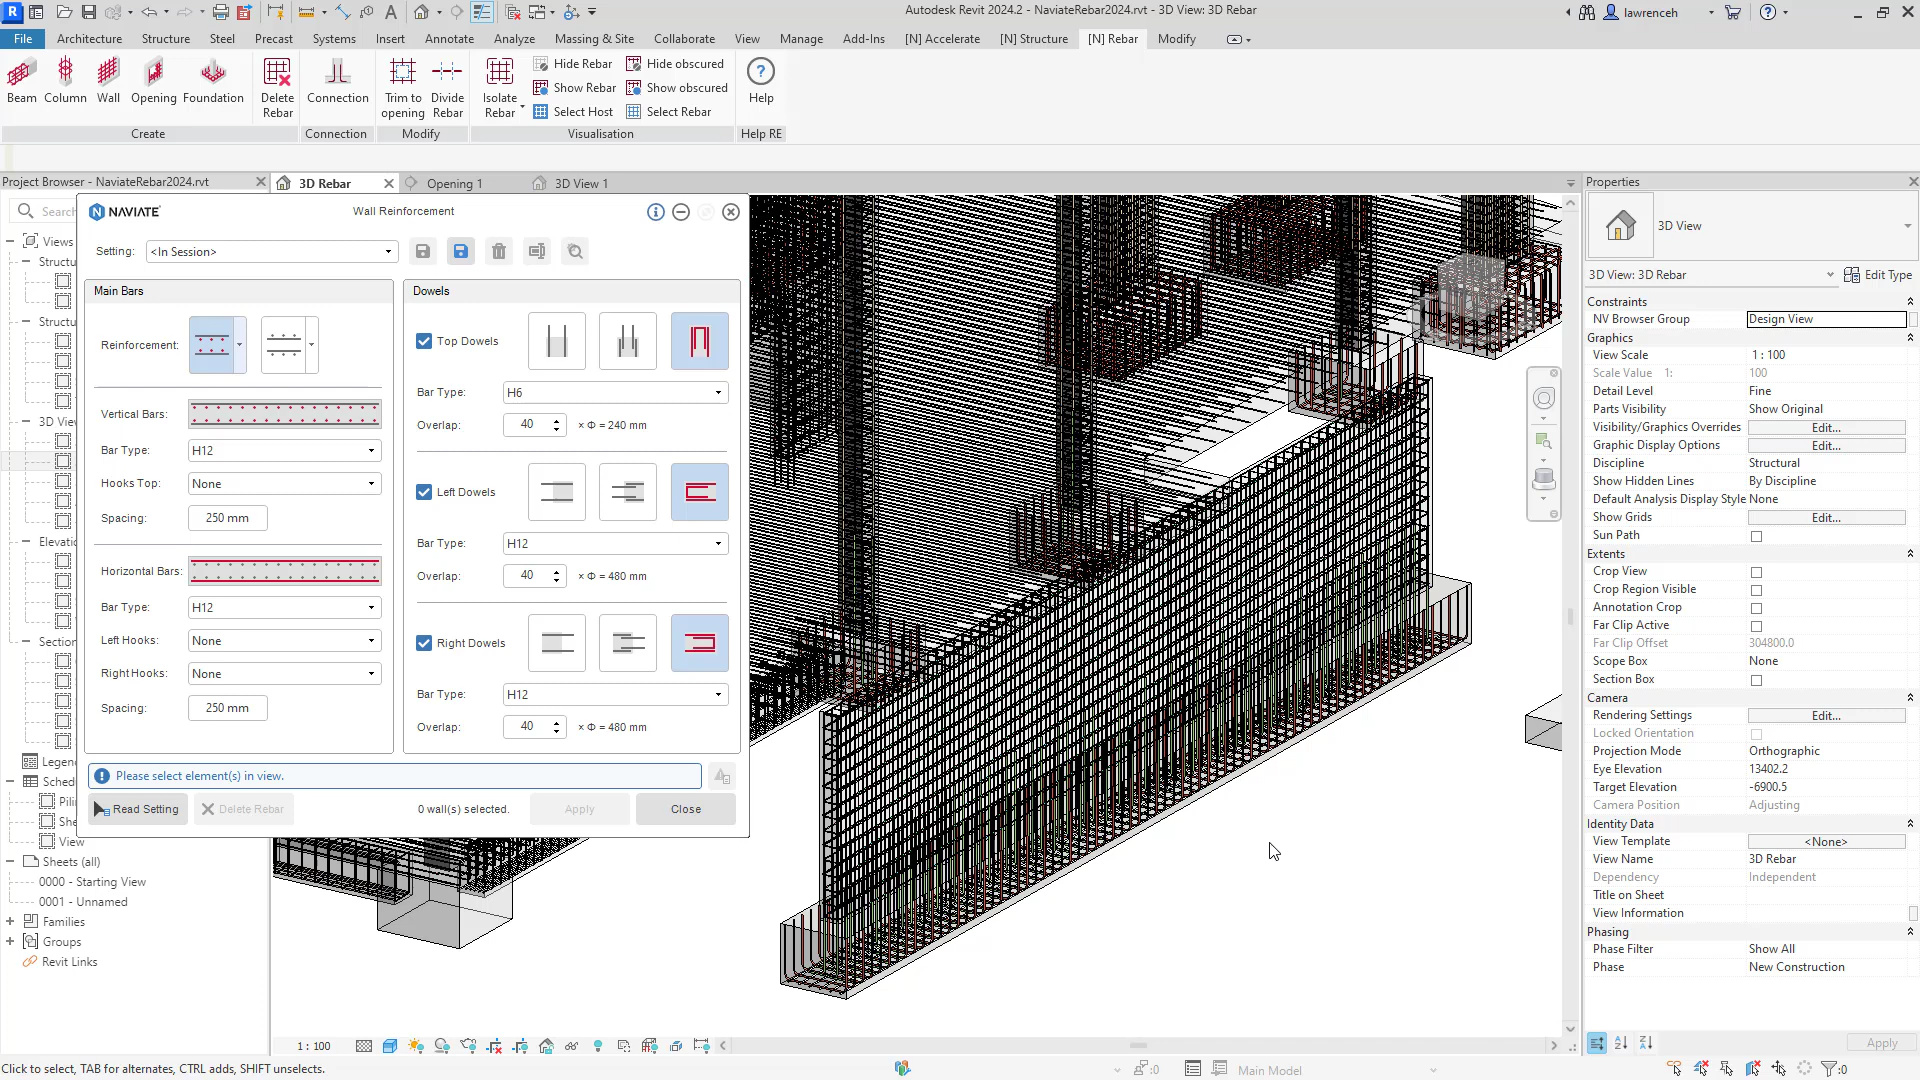 Autodesk Revit 2024.2 - NaviateRebar2024.rvt - 3D View: 3D Rebar
lawrenceh
File
Architecture
Structure
Steel
Precast
Systems
Insert
Annotate
Analyze
Massing & Site
Collaborate
View
Manage
Add-Ins
[N] Accelerate
[N] Structure
[N] Rebar
Modify
Beam
Column
Wall
Opening
Foundation
Delete Rebar
Connection
Trim to opening
Divide Rebar
Isolate Rebar
Hide Rebar
Show Rebar
Select Host
Hide obscured
Show obscured
Select Rebar
Help
Create
Connection
Modify
Visualisation
Help RE
Project Browser - NaviateRebar2024.rvt
3D Rebar
Opening 1
3D View 1
Properties
Search
Views
Structu
Structu
3D View
Elevatio
Section
Legen
Sched
Pili
She
View
Sheets (all)
0000 - Starting View
0001 - Unnamed
Families
Groups
Revit Links
NAVIATE
Wall Reinforcement
Setting:
<In Session>
Main Bars
Reinforcement:
Vertical Bars:
Bar Type:
H12
Hooks Top:
None
Spacing:
250 mm
Horizontal Bars:
Bar Type:
H12
Left Hooks:
None
Right Hooks:
None
Spacing:
250 mm
Dowels
Top Dowels
Bar Type:
H6
Overlap:
40
× Φ = 240 mm
Left Dowels
Bar Type:
H12
Overlap:
40
× Φ = 480 mm
Right Dowels
Bar Type:
H12
Overlap:
40
× Φ = 480 mm
Please select element(s) in view.
Read Setting
Delete Rebar
0 wall(s) selected.
Apply
Close
3D View
3D View: 3D Rebar
Edit Type
Constraints
NV Browser Group
Design View
Graphics
View Scale
1 : 100
Scale Value 1:
100
Detail Level
Fine
Parts Visibility
Show Original
Visibility/Graphics Overrides
Edit...
Graphic Display Options
Edit...
Discipline
Structural
Show Hidden Lines
By Discipline
Default Analysis Display Style
None
Show Grids
Edit...
Sun Path
Extents
Crop View
Crop Region Visible
Annotation Crop
Far Clip Active
Far Clip Offset
304800.0
Scope Box
None
Section Box
Camera
Rendering Settings
Edit...
Locked Orientation
Projection Mode
Orthographic
Eye Elevation
13402.2
Target Elevation
-6900.5
Camera Position
Adjusting
Identity Data
View Template
<None>
View Name
3D Rebar
Dependency
Independent
Title on Sheet
View Information
Phasing
Phase Filter
Show All
Phase
New Construction
Apply
1 : 100
Click to select, TAB for alternates, CTRL adds, SHIFT unselects.
:0
Main Model
:0